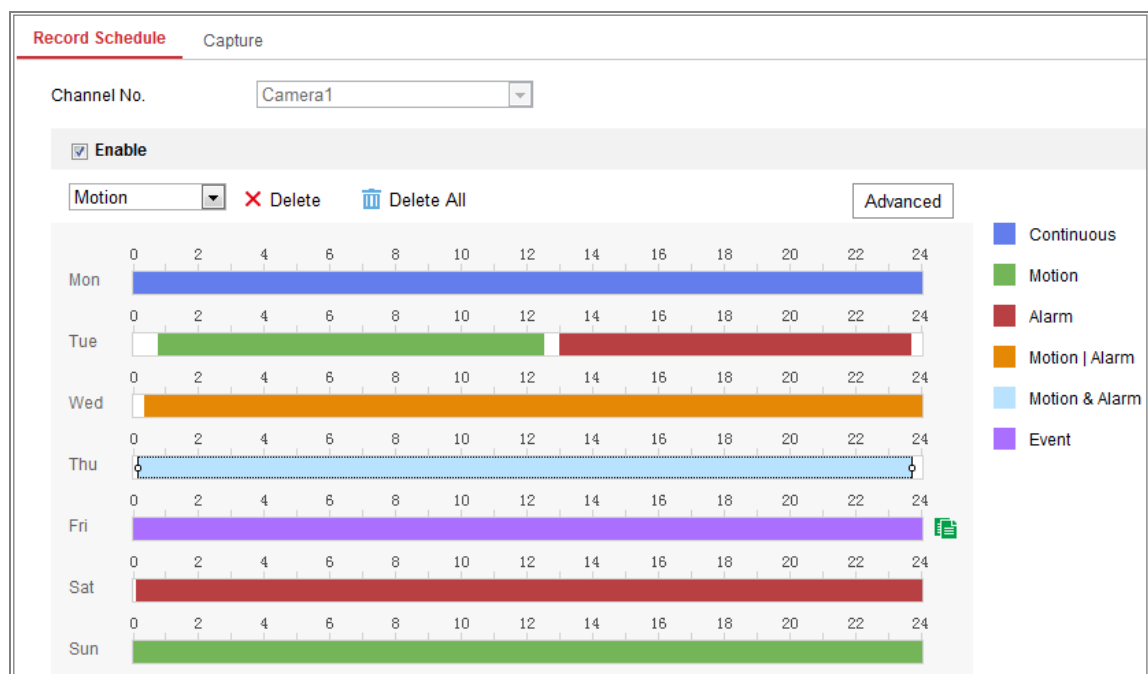 Record Schedule Capture
Channel No. Camera1
Enable
Motion Delete Delete All Advanced
0 2 4 6 8 10 12 14 16 18 20 22 24
Mon
0 2 4 6 8 10 12 14 16 18 20 22 24
Tue
0 2 4 6 8 10 12 14 16 18 20 22 24
Wed
0 2 4 6 8 10 12 14 16 18 20 22 24
Thu
0 2 4 6 8 10 12 14 16 18 20 22 24
Fri
0 2 4 6 8 10 12 14 16 18 20 22 24
Sat
0 2 4 6 8 10 12 14 16 18 20 22 24
Sun
Continuous
Motion
Alarm
Motion | Alarm
Motion & Alarm
Event